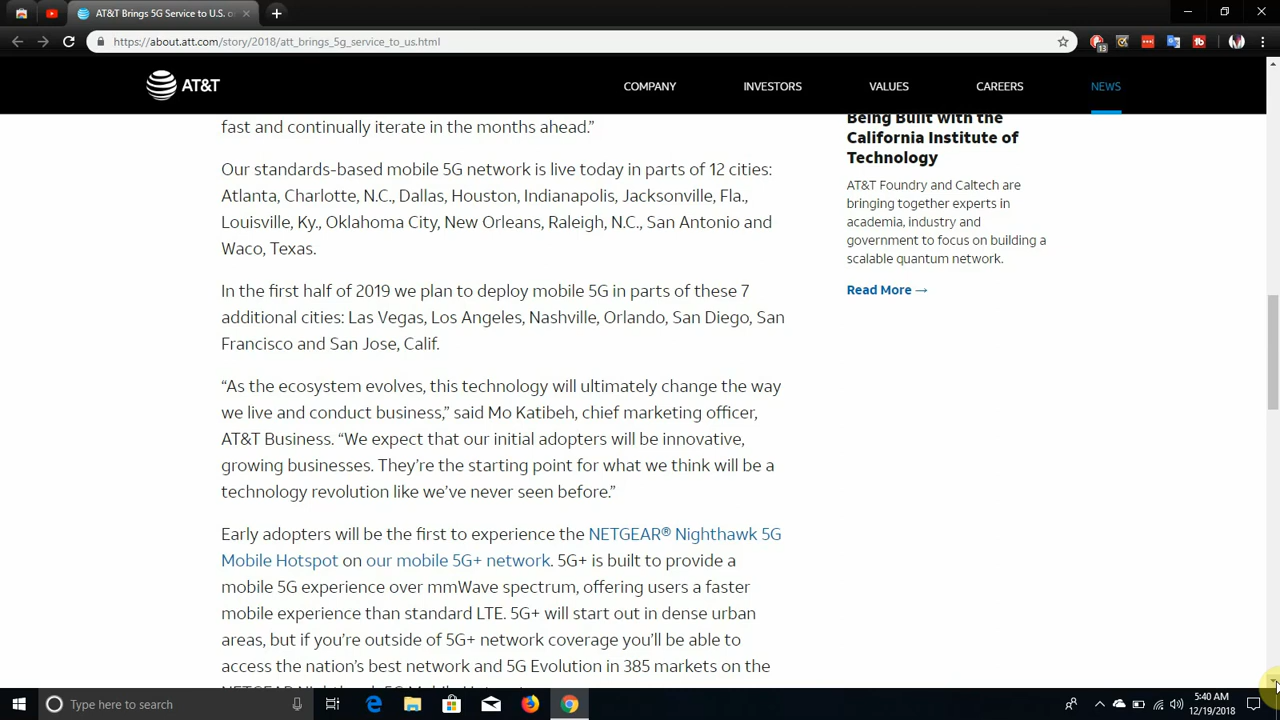 AT&T Brings 5G Service to U.S. o
https://about.att.com/story/2018/att_brings_5g_service_to_us.html
13
AT&T
COMPANY
INVESTORS
VALUES
CAREERS
NEWS
fast and continually iterate in the months ahead.”
Our standards-based mobile 5G network is live today in parts of 12 cities:
Atlanta, Charlotte, N.C., Dallas, Houston, Indianapolis, Jacksonville, Fla.,
Louisville, Ky., Oklahoma City, New Orleans, Raleigh, N.C., San Antonio and
Waco, Texas.
In the first half of 2019 we plan to deploy mobile 5G in parts of these 7
additional cities: Las Vegas, Los Angeles, Nashville, Orlando, San Diego, San
Francisco and San Jose, Calif.
“As the ecosystem evolves, this technology will ultimately change the way
we live and conduct business,” said Mo Katibeh, chief marketing officer,
AT&T Business. “We expect that our initial adopters will be innovative,
growing businesses. They’re the starting point for what we think will be a
technology revolution like we’ve never seen before.”
Early adopters will be the first to experience the NETGEAR® Nighthawk 5G
Mobile Hotspot on our mobile 5G+ network. 5G+ is built to provide a
mobile 5G experience over mmWave spectrum, offering users a faster
mobile experience than standard LTE. 5G+ will start out in dense urban
areas, but if you’re outside of 5G+ network coverage you’ll be able to
access the nation’s best network and 5G Evolution in 385 markets on the
Being Built with the
California Institute of
Technology
AT&T Foundry and Caltech are
bringing together experts in
academia, industry and
government to focus on building a
scalable quantum network.
Read More →
Type here to search
5:40 AM
12/19/2018